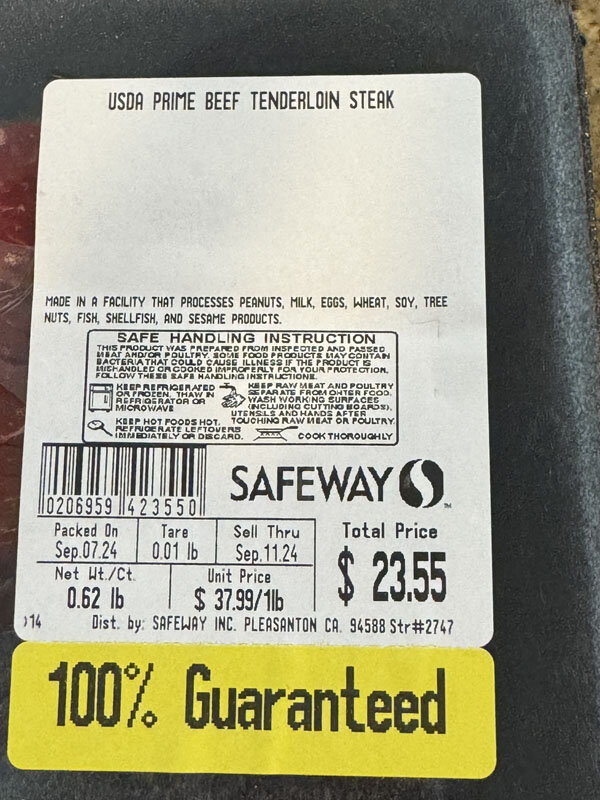 USDA PRIME BEEF TENDERLOIN STEAK
MADE IN A FACILITY THAT PROCESSES PEANUTS, MILK, EGGS, WHEAT, SOY, TREE
NUTS, FISH, SHELLFISH, AND SESAME PRODUCTS.
SAFE HANDLING INSTRUCTION
THIS PRODUCT WAS PREPARED FROM INSPECTED AND PASSED
MEAT AND/OR POULTRY. SOME FOOD PRODUCTS MAY CONTAIN
BACTERIA THAT COULD CAUSE ILLNESS IF THE PRODUCT IS
MISHANDLED OR COOKED IMPROPERLY FOR YOUR PROTECTION,
FOLLOW THESE SAFE HANDLING INSTRUCTIONS.
KEEP REFRIGERATED
OR FROZEN. THAW IN
REFRIGERATOR OR
MICROWAVE
KEEP RAW MEAT AND POULTRY
SEPARATE FROM OHTER FOOD.
WASH WORKING SURFACES
(INCLUDING CUTTING BOARDS),
UTENSILS AND HANDS AFTER
TOUCHING RAW MEAT OR POULTRY.
KEEP HOT FOODS HOT.
REFRIGERATE LEFTOVERS
IMMEDIATELY OR DISCARD.
COOK THOROUGHLY
0206959 423550
SAFEWAY ™
Packed On
Sep.07.24
Tare
0.01 lb
Sell Thru
Sep.11.24
Total Price
$ 23.55
Net Wt./Ct.
0.62 lb
Unit Price
$ 37.99/1lb
14
Dist. by: SAFEWAY INC. PLEASANTON CA. 94588 Str#2747
100% Guaranteed